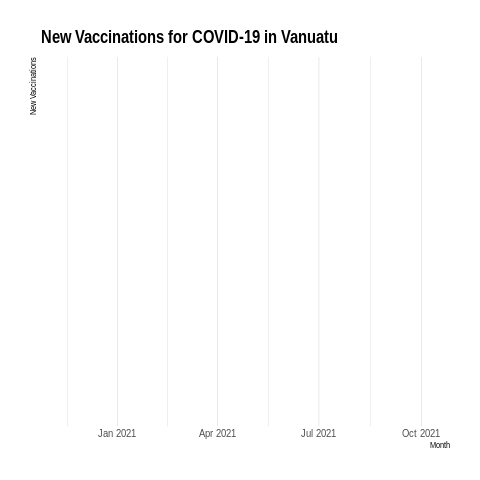 New Vaccinations for COVID-19 in Vanuatu
New Vaccinations
Jan 2021 Apr 2021 Jul 2021 Oct 2021
Month